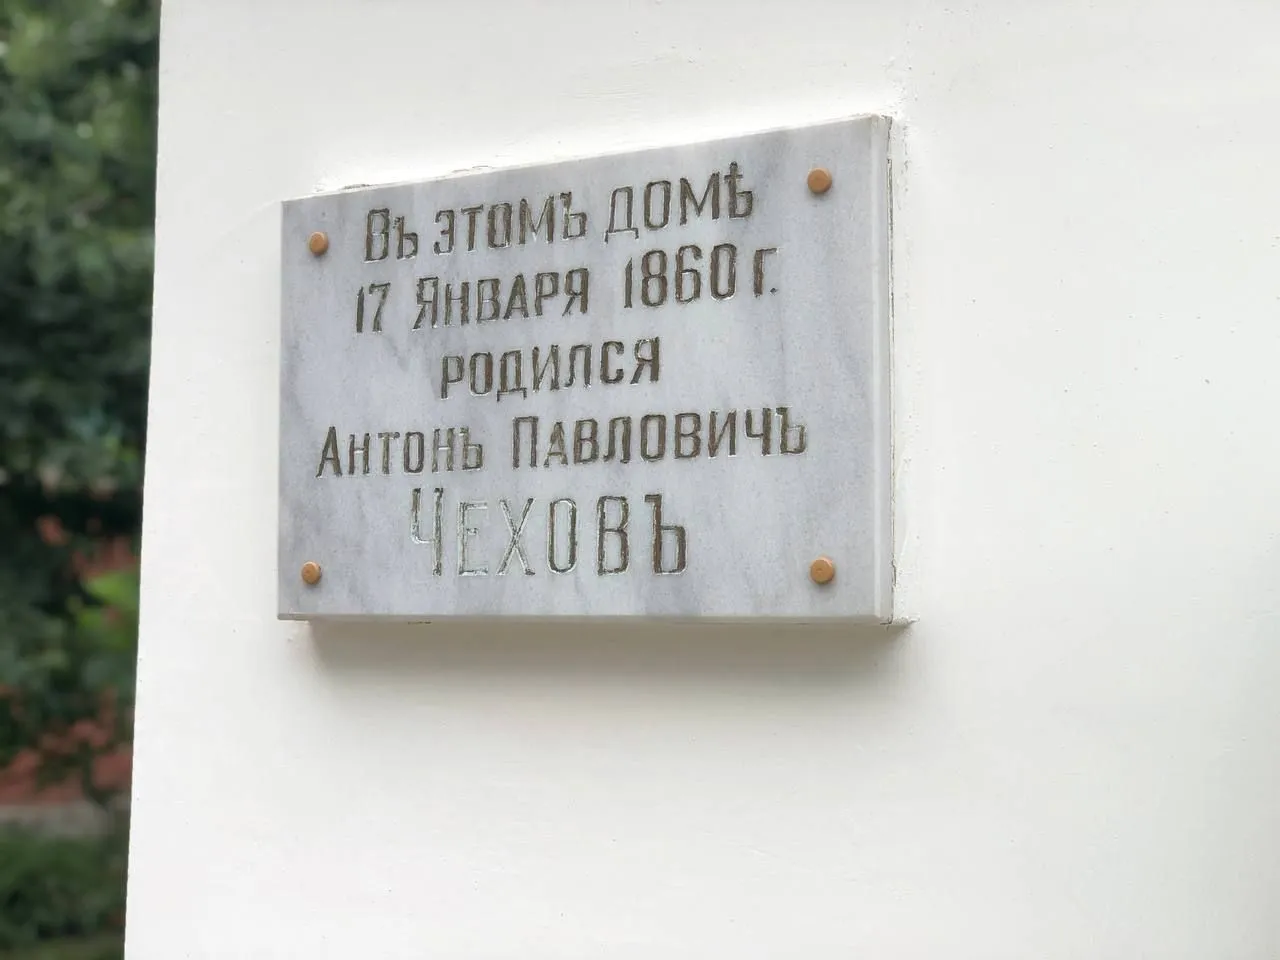 Въ этомъ домѣ
17 Января 1860 г.
родился
Антонъ Павловичъ
Чеховъ